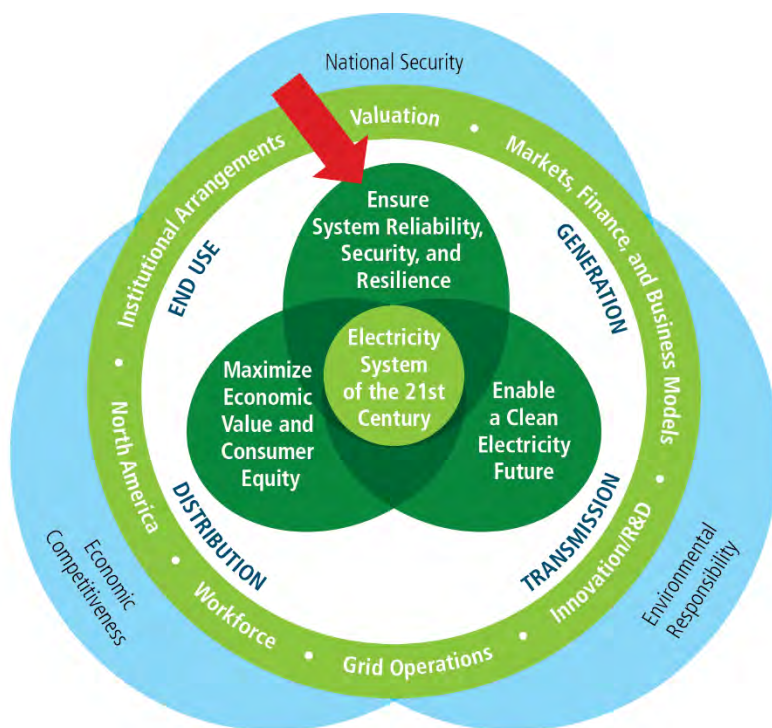 National Security
Valuation
Markets, Finance, and Business Models
Institutional Arrangements
END USE
GENERATION
Ensure
System Reliability,
Security, and
Resilience
Electricity
System
of the 21st
Century
Maximize
Economic
Value and
Consumer
Equity
Enable
a Clean
Electricity
Future
North America
DISTRIBUTION
TRANSMISSION
Innovation/R&D
Economic
Competitiveness
Environmental
Responsibility
Workforce
Grid Operations